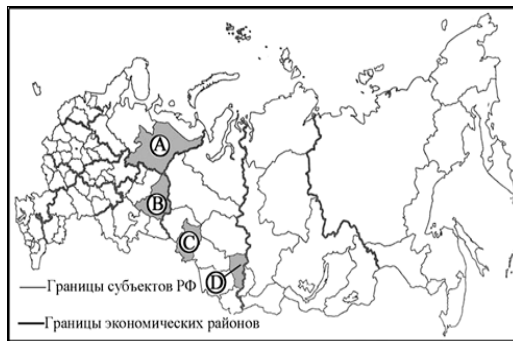 A
B
C
D
Границы субъектов РФ
Границы экономических районов